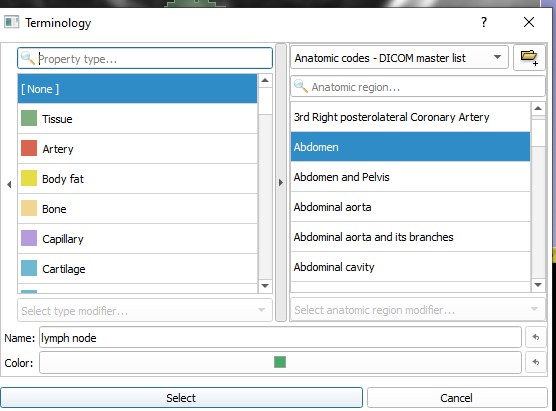 Terminology
Property type...
[None ]
Tissue
Artery
Body fat
Bone
Capillary
Cartilage
Select type modifier...
Anatomic codes - DICOM master list
Anatomic region...
3rd Right posterolateral Coronary Artery
Abdomen
Abdomen and Pelvis
Abdominal aorta
Abdominal aorta and its branches
Abdominal cavity
Select anatomic region modifier...
Name: lymph node
Color:
Select
Cancel